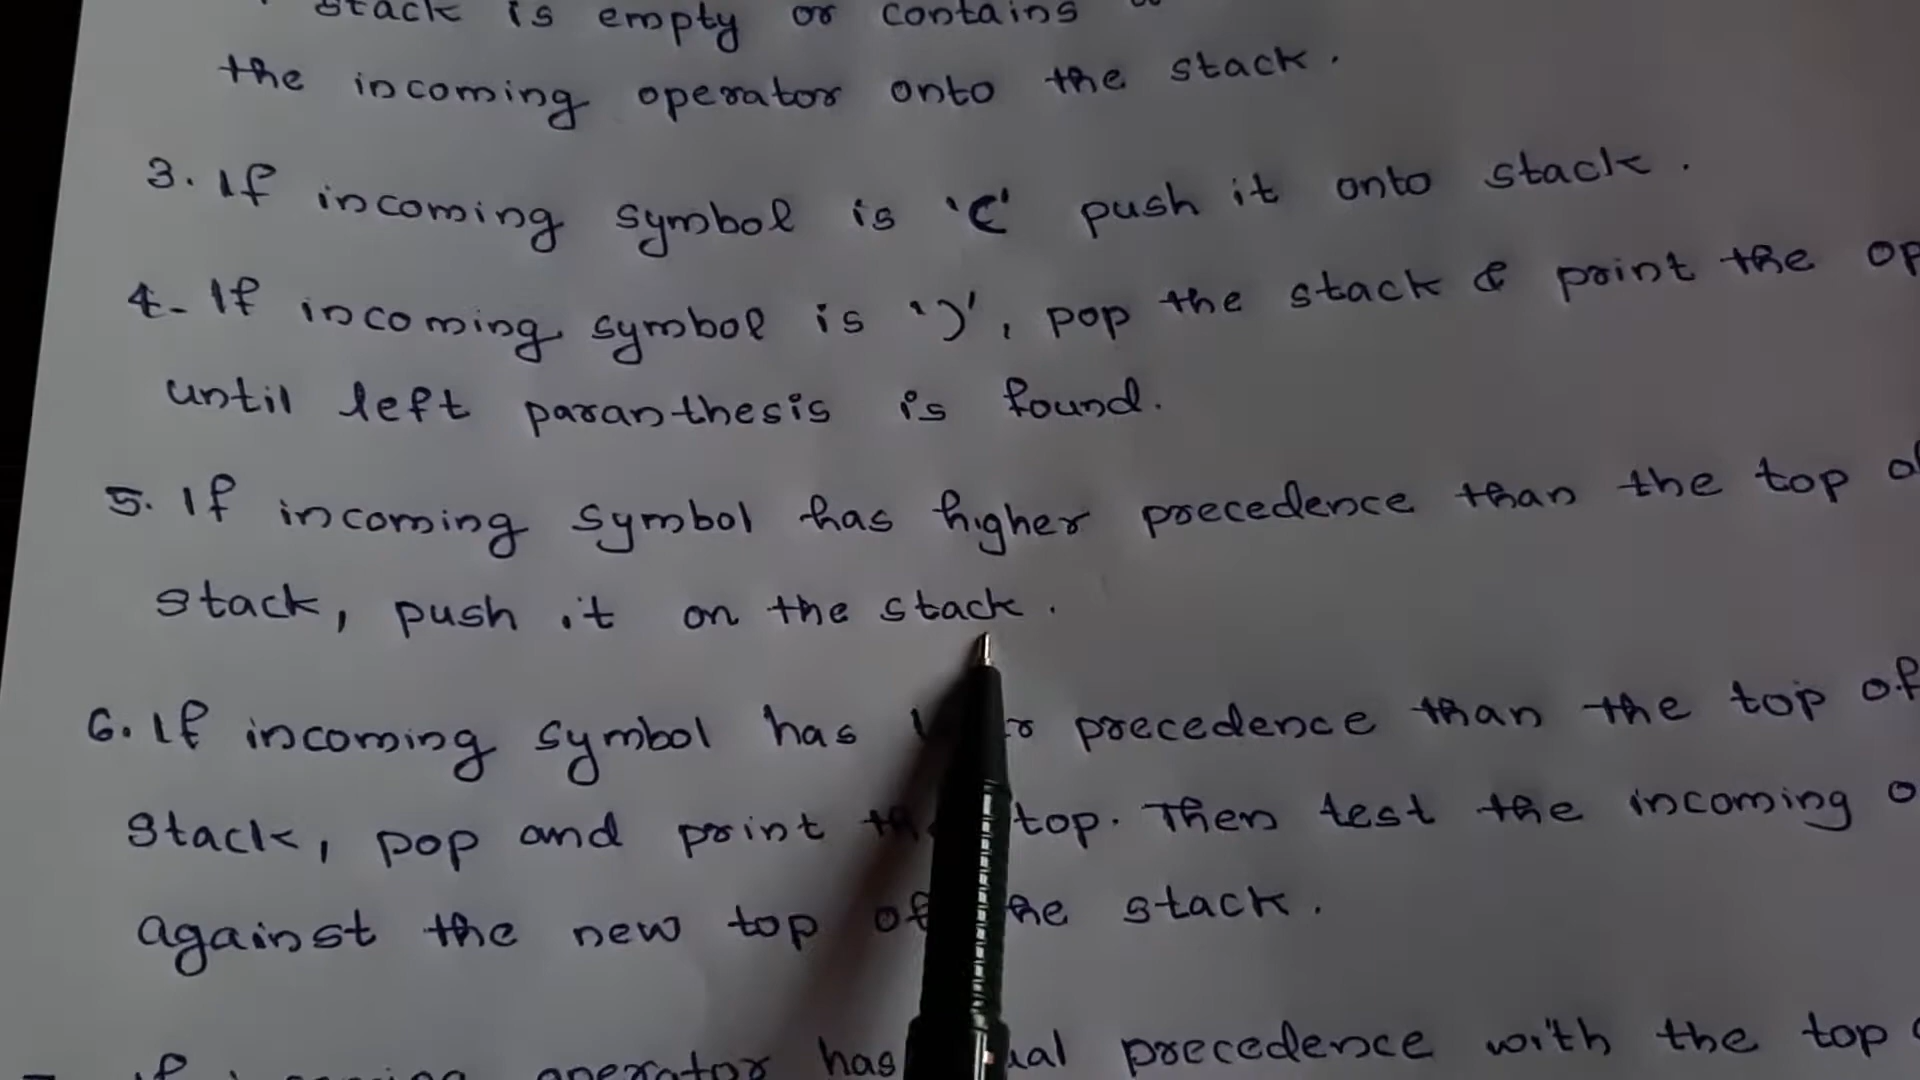 stack is empty or contains
the incoming operator onto the stack.
3. If incoming symbol is '(' push it onto stack.
4. If incoming symbol is ')', pop the stack & print the op
until left paranthesis is found.
5. If incoming symbol has higher precedence than the top of
stack, push it on the stack.
6. If incoming symbol has precedence than the top of
stack, pop and print top. Then test the incoming o
against the new top of stack.
operator has precedence with the top